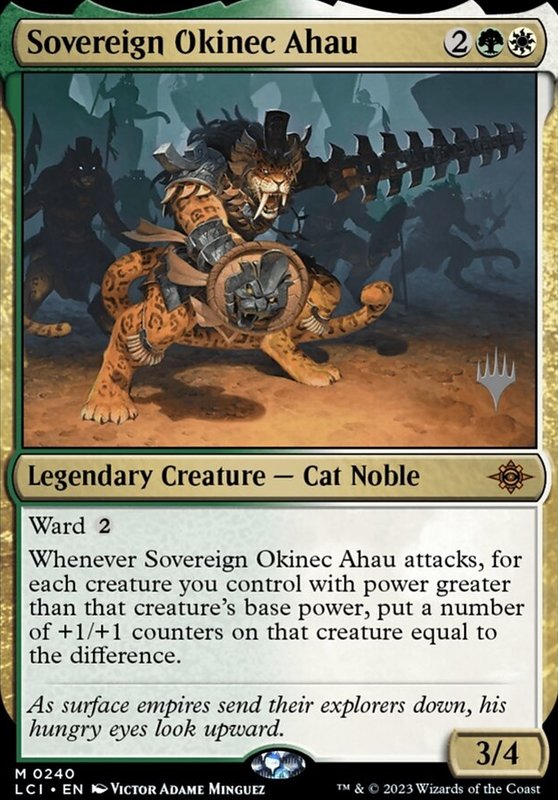 Sovereign Okinec Ahau 2
Legendary Creature — Cat Noble
Ward 2
Whenever Sovereign Okinec Ahau attacks, for
each creature you control with power greater
than that creature's base power, put a number
of +1/+1 counters on that creature equal to
the difference.
As surface empires send their explorers down, his
hungry eyes look upward.
3/4
M 0240
LCI • EN Victor Adame Minguez
™ & © 2023 Wizards of the Coast